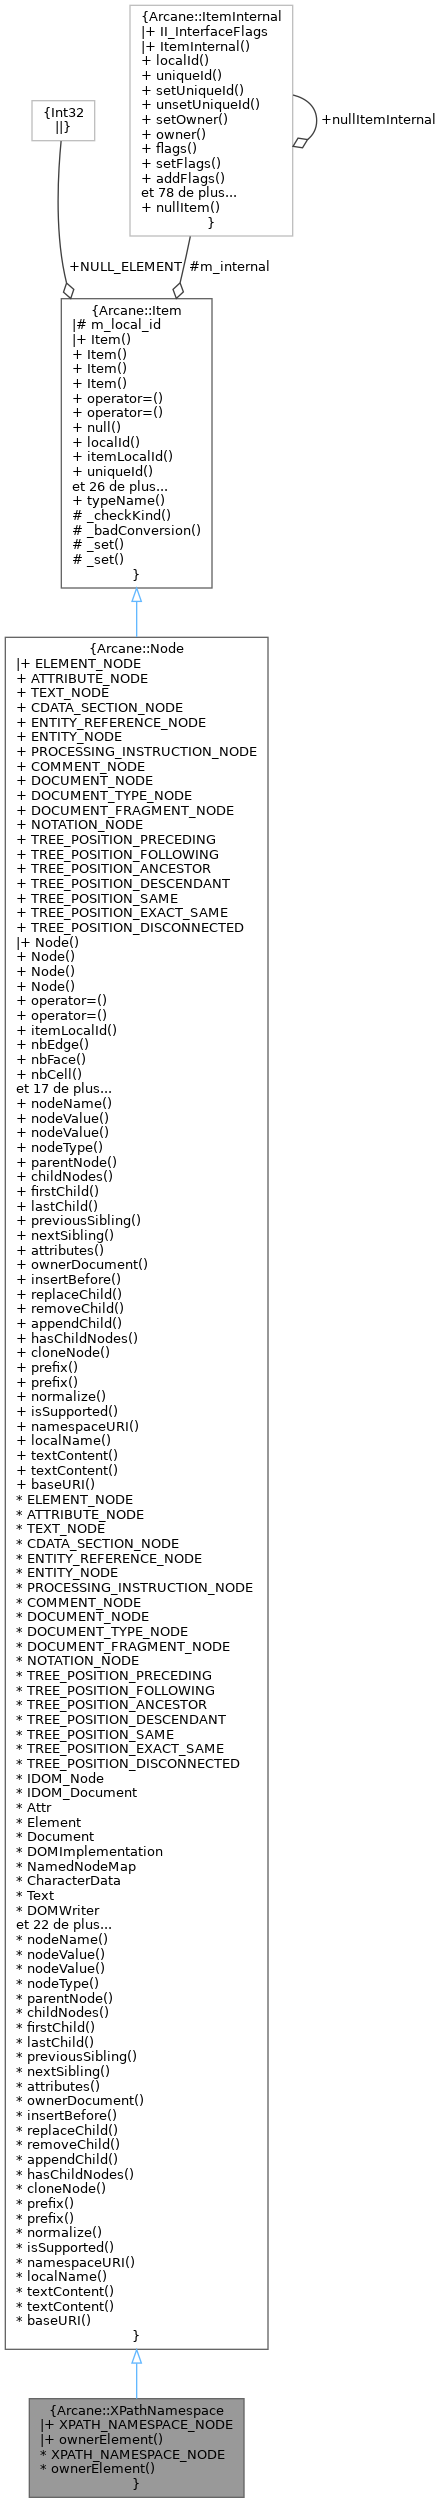 {Arcane::ItemInternal
|+ II_InterfaceFlags
|+ ItemInternal()
+ localId()
+ uniqueId()
+ setUniqueId()
+ unsetUniqueId()
+ setOwner()
+ owner()
+ flags()
+ setFlags()
+ addFlags()
et 78 de plus...
+ nullItem()
}
+nullItemInternal
{Int32
||}
+NULL_ELEMENT
#m_internal
{Arcane::Item
|# m_local_id
|+ Item()
+ Item()
+ Item()
+ Item()
+ operator=()
+ operator=()
+ null()
+ localId()
+ itemLocalId()
+ uniqueId()
et 26 de plus...
+ typeName()
# _checkKind()
# _badConversion()
# _set()
# _set()
}
{Arcane::Node
|+ ELEMENT_NODE
+ ATTRIBUTE_NODE
+ TEXT_NODE
+ CDATA_SECTION_NODE
+ ENTITY_REFERENCE_NODE
+ ENTITY_NODE
+ PROCESSING_INSTRUCTION_NODE
+ COMMENT_NODE
+ DOCUMENT_NODE
+ DOCUMENT_TYPE_NODE
+ DOCUMENT_FRAGMENT_NODE
+ NOTATION_NODE
+ TREE_POSITION_PRECEDING
+ TREE_POSITION_FOLLOWING
+ TREE_POSITION_ANCESTOR
+ TREE_POSITION_DESCENDANT
+ TREE_POSITION_SAME
+ TREE_POSITION_EXACT_SAME
+ TREE_POSITION_DISCONNECTED
|+ Node()
+ Node()
+ Node()
+ Node()
+ operator=()
+ operator=()
+ itemLocalId()
+ nbEdge()
+ nbFace()
+ nbCell()
et 17 de plus...
+ nodeName()
+ nodeValue()
+ nodeValue()
+ nodeType()
+ parentNode()
+ childNodes()
+ firstChild()
+ lastChild()
+ previousSibling()
+ nextSibling()
+ attributes()
+ ownerDocument()
+ insertBefore()
+ replaceChild()
+ removeChild()
+ appendChild()
+ hasChildNodes()
+ cloneNode()
+ prefix()
+ prefix()
+ normalize()
+ isSupported()
+ namespaceURI()
+ localName()
+ textContent()
+ textContent()
+ baseURI()
* ELEMENT_NODE
* ATTRIBUTE_NODE
* TEXT_NODE
* CDATA_SECTION_NODE
* ENTITY_REFERENCE_NODE
* ENTITY_NODE
* PROCESSING_INSTRUCTION_NODE
* COMMENT_NODE
* DOCUMENT_NODE
* DOCUMENT_TYPE_NODE
* DOCUMENT_FRAGMENT_NODE
* NOTATION_NODE
* TREE_POSITION_PRECEDING
* TREE_POSITION_FOLLOWING
* TREE_POSITION_ANCESTOR
* TREE_POSITION_DESCENDANT
* TREE_POSITION_SAME
* TREE_POSITION_EXACT_SAME
* TREE_POSITION_DISCONNECTED
* IDOM_Node
* IDOM_Document
* Attr
* Element
* Document
* DOMImplementation
* NamedNodeMap
* CharacterData
* Text
* DOMWriter
et 22 de plus...
* nodeName()
* nodeValue()
* nodeValue()
* nodeType()
* parentNode()
* childNodes()
* firstChild()
* lastChild()
* previousSibling()
* nextSibling()
* attributes()
* ownerDocument()
* insertBefore()
* replaceChild()
* removeChild()
* appendChild()
* hasChildNodes()
* cloneNode()
* prefix()
* prefix()
* normalize()
* isSupported()
* namespaceURI()
* localName()
* textContent()
* textContent()
* baseURI()
}
{Arcane::XPathNamespace
|+ XPATH_NAMESPACE_NODE
|+ ownerElement()
* XPATH_NAMESPACE_NODE
* ownerElement()
}